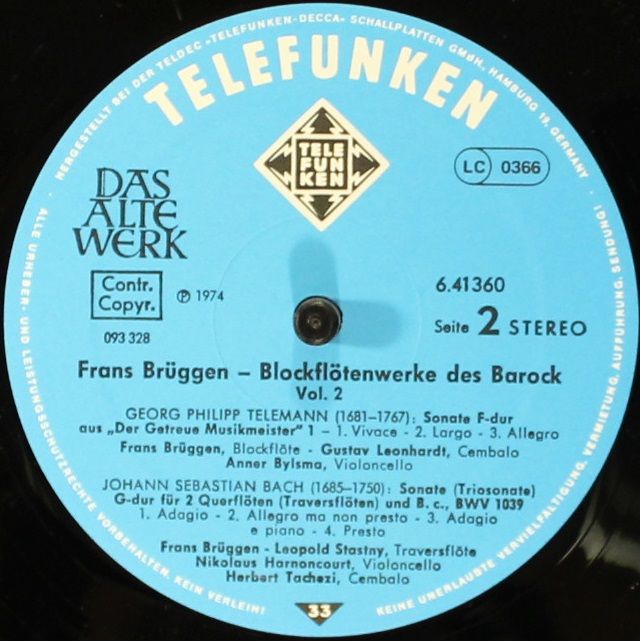 HERGESTELLT BEI DER TELDEC »TELEFUNKEN-DECCA« SCHALLPLATTEN GMBH, HAMBURG 19, GERMANY
TELEFUNKEN
TELE
FUN
KEN
LC 0366
DAS
ALTE
WERK
Contr.
Copyr.
℗ 1974
093 328
6.41360
Seite 2 STEREO
Frans Brüggen – Blockflötenwerke des Barock
Vol. 2
GEORG PHILIPP TELEMANN (1681–1767): Sonate F-dur
aus „Der Getreue Musikmeister" 1 – 1. Vivace - 2. Largo - 3. Allegro
Frans Brüggen, Blockflöte - Gustav Leonhardt, Cembalo
Anner Bylsma, Violoncello
JOHANN SEBASTIAN BACH (1685–1750): Sonate (Triosonate)
G-dur für 2 Querflöten (Traversflöten) und B. c., BWV 1039
1. Adagio - 2. Allegro ma non presto - 3. Adagio
e piano - 4. Presto
Frans Brüggen - Leopold Stastny, Traversflöte
Nikolaus Harnoncourt, Violoncello
Herbert Tachezi, Cembalo
33
ALLE URHEBER- UND LEISTUNGSSCHUTZRECHTE VORBEHALTEN. KEIN VERLEIH!
KEINE UNERLAUBTE VERVIELFÄLTIGUNG, VERMIETUNG, AUFFÜHRUNG, SENDUNG!